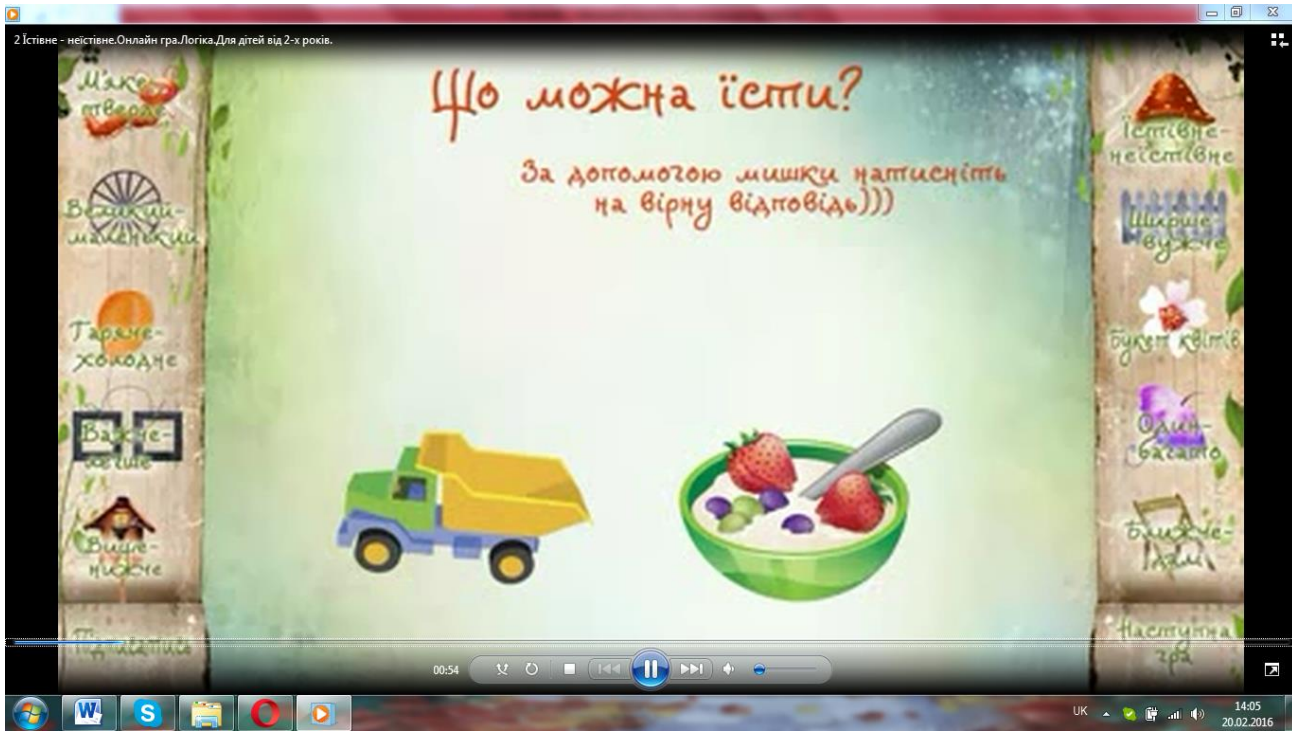 2 Їстівне - неїстівне.Онлайн гра.Логіка.Для дітей від 2-х років.
Що можна їсти?
За допомогою мишки натисніть
на вірну відповідь)))
М'яке-
тверде
Великий-
маленький
Гаряче-
холодне
Важче-
легше
Вище-
нижче
Підписатись
Їстівне-
неїстівне
Ширше-
вужче
Букет квітів
Один-
багато
Ближче-
далі
Наступна
гра
00:54
UK
14:05
20.02.2016